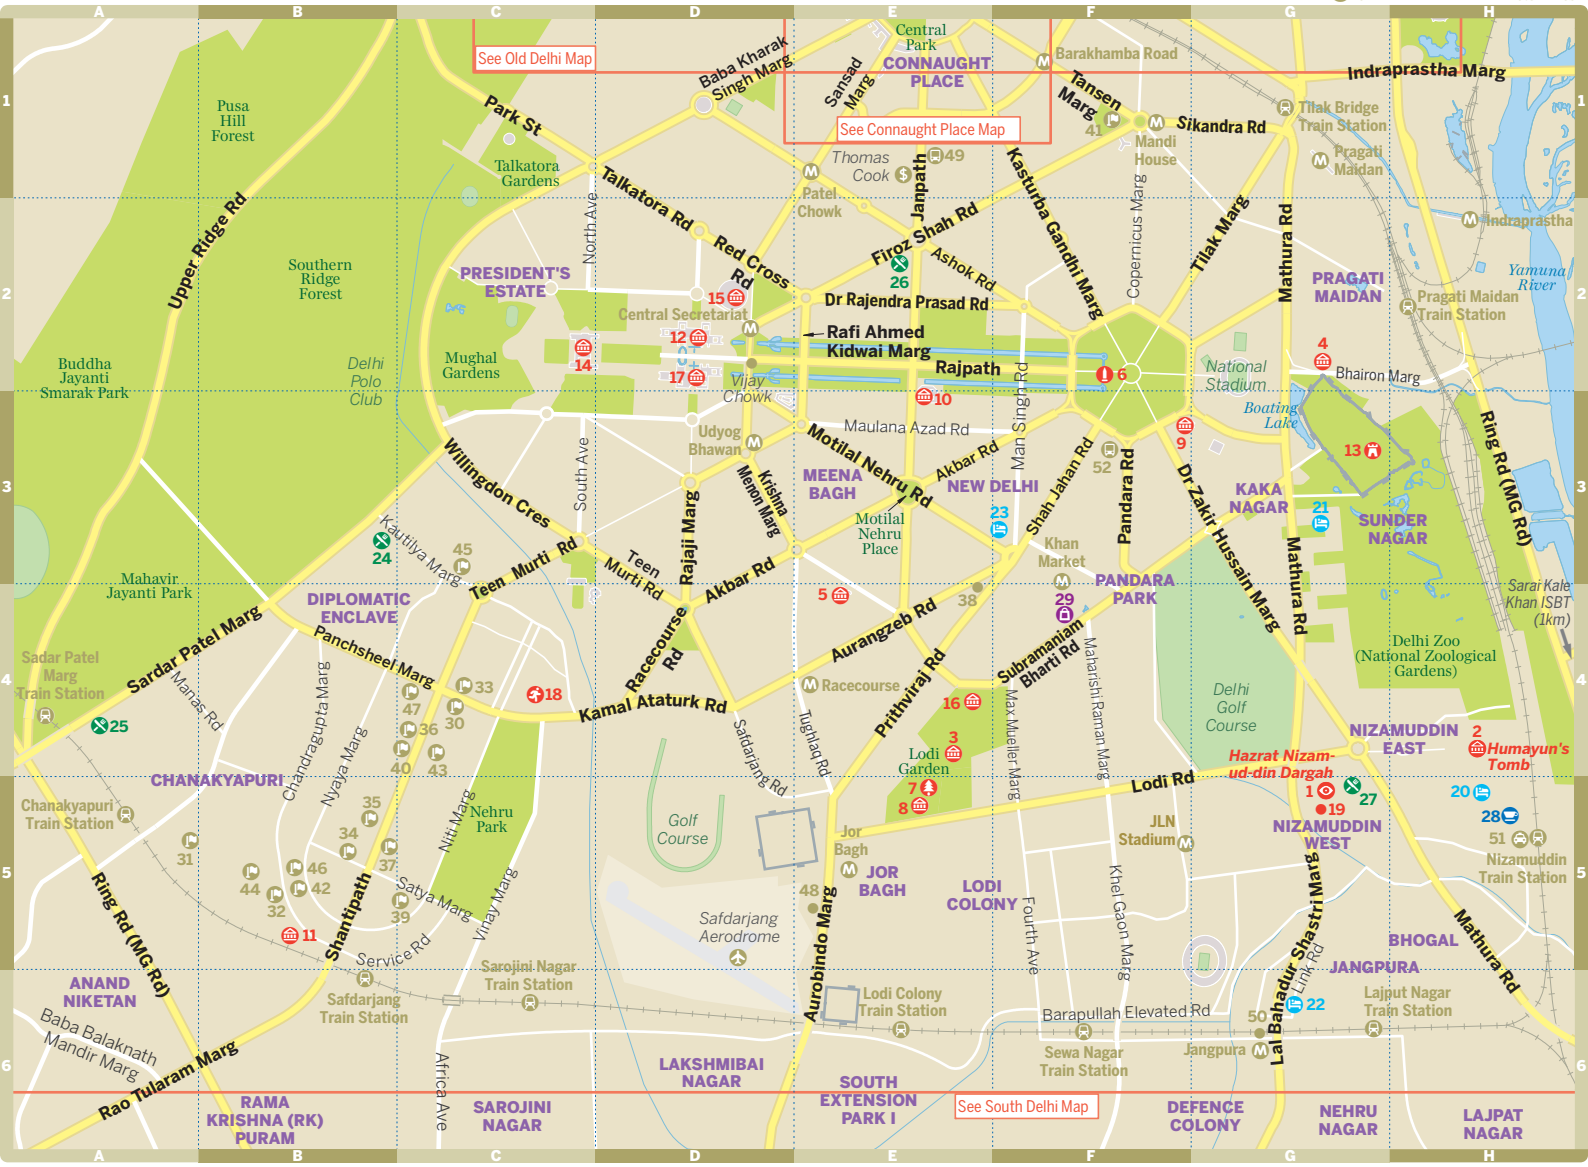 A
B
C
D
E
F
G
H
1
2
3
4
5
6
See Old Delhi Map
Central
Park
CONNAUGHT
PLACE
Barakhamba Road
Baba Kharak
Singh Marg
Sansad
Marg
Tansen
Marg
Indraprastha Marg
Pusa
Hill
Forest
Park St
See Connaught Place Map
41
Mandi
House
Sikandra Rd
Tilak Bridge
Train Station
Pragati
Maidan
Talkatora
Gardens
Thomas
Cook
49
Patel
Chowk
Janpath
Kasturba Gandhi Marg
Copernicus Marg
Tilak Marg
Mathura Rd
Indraprastha
Upper Ridge Rd
Talkatora Rd
North Ave
Red Cross
Rd
Firoz Shah Rd
Ashok Rd
26
Southern
Ridge
Forest
PRESIDENT'S
ESTATE
15
Central Secretariat
12
Dr Rajendra Prasad Rd
Rafi Ahmed
Kidwai Marg
Rajpath
PRAGATI
MAIDAN
Pragati Maidan
Train Station
Yamuna
River
Buddha
Jayanti
Smarak Park
Delhi
Polo
Club
Mughal
Gardens
14
17
Vijay
Chowk
10
6
4
National
Stadium
Bhairon Marg
Boating
Lake
Man Singh Rd
Udyog
Bhawan
Maulana Azad Rd
9
13
Ring Rd (MG Rd)
Willingdon Cres
South Ave
Motilal Nehru Rd
Akbar Rd
MEENA
BAGH
NEW DELHI
52
Shah Jahan Rd
Pandara Rd
Dr Zakir Hussain Marg
KAKA
NAGAR
21
SUNDER
NAGAR
Krishna
Menon Marg
Rajaji Marg
Motilal
Nehru
Place
23
Kautilya Marg
24
45
Teen Murti Rd
Teen
Murti Rd
Akbar Rd
Khan
Market
PANDARA
PARK
Mathura Rd
Mahavir
Jayanti Park
DIPLOMATIC
ENCLAVE
5
38
29
Sarai Kale
Khan ISBT
(1km)
Sardar Patel Marg
Panchsheel Marg
Racecourse
Rd
Aurangzeb Rd
Subramaniam
Bharti Rd
Delhi Zoo
(National Zoological
Gardens)
Sadar Patel
Marg
Train Station
25
Manas Rd
Chandragupta Marg
Nyaya Marg
47
33
30
36
40
43
18
Kamal Ataturk Rd
Racecourse
Prithviraj Rd
16
Max Mueller Marg
Maharishi Raman Marg
Delhi
Golf
Course
NIZAMUDDIN
EAST
2
Humayun's
Tomb
Safdarjang Rd
Tughlaq Rd
Lodi
Garden
3
7
8
Lodi Rd
Hazrat Nizam-
ud-din Dargah
1
19
27
20
28
CHANAKYAPURI
Chanakyapuri
Train Station
31
35
34
37
Niti Marg
Nehru
Park
Golf
Course
Jor
Bagh
JLN
Stadium
NIZAMUDDIN
WEST
51
Nizamuddin
Train Station
44
46
42
32
39
Satya Marg
Vinay Marg
11
Shantipath
Service Rd
48
JOR
BAGH
LODI
COLONY
Safdarjang
Aerodrome
Aurobindo Marg
Fourth Ave
Khel Gaon Marg
Lal Bahadur Shastri Marg
Link Rd
BHOGAL
JANGPURA
Mathura Rd
Ring Rd (MG Rd)
ANAND
NIKETAN
Safdarjang
Train Station
Sarojini Nagar
Train Station
Lodi Colony
Train Station
Barapullah Elevated Rd
22
Lajput Nagar
Train Station
50
Jangpura
Sewa Nagar
Train Station
Baba Balaknath
Mandir Marg
Rao Tularam Marg
Africa Ave
LAKSHMIBAI
NAGAR
SOUTH
EXTENSION
PARK I
See South Delhi Map
RAMA
KRISHNA (RK)
PURAM
SAROJINI
NAGAR
DEFENCE
COLONY
NEHRU
NAGAR
LAJPAT
NAGAR
1
2
3
4
5
6
A
B
C
D
E
F
G
H